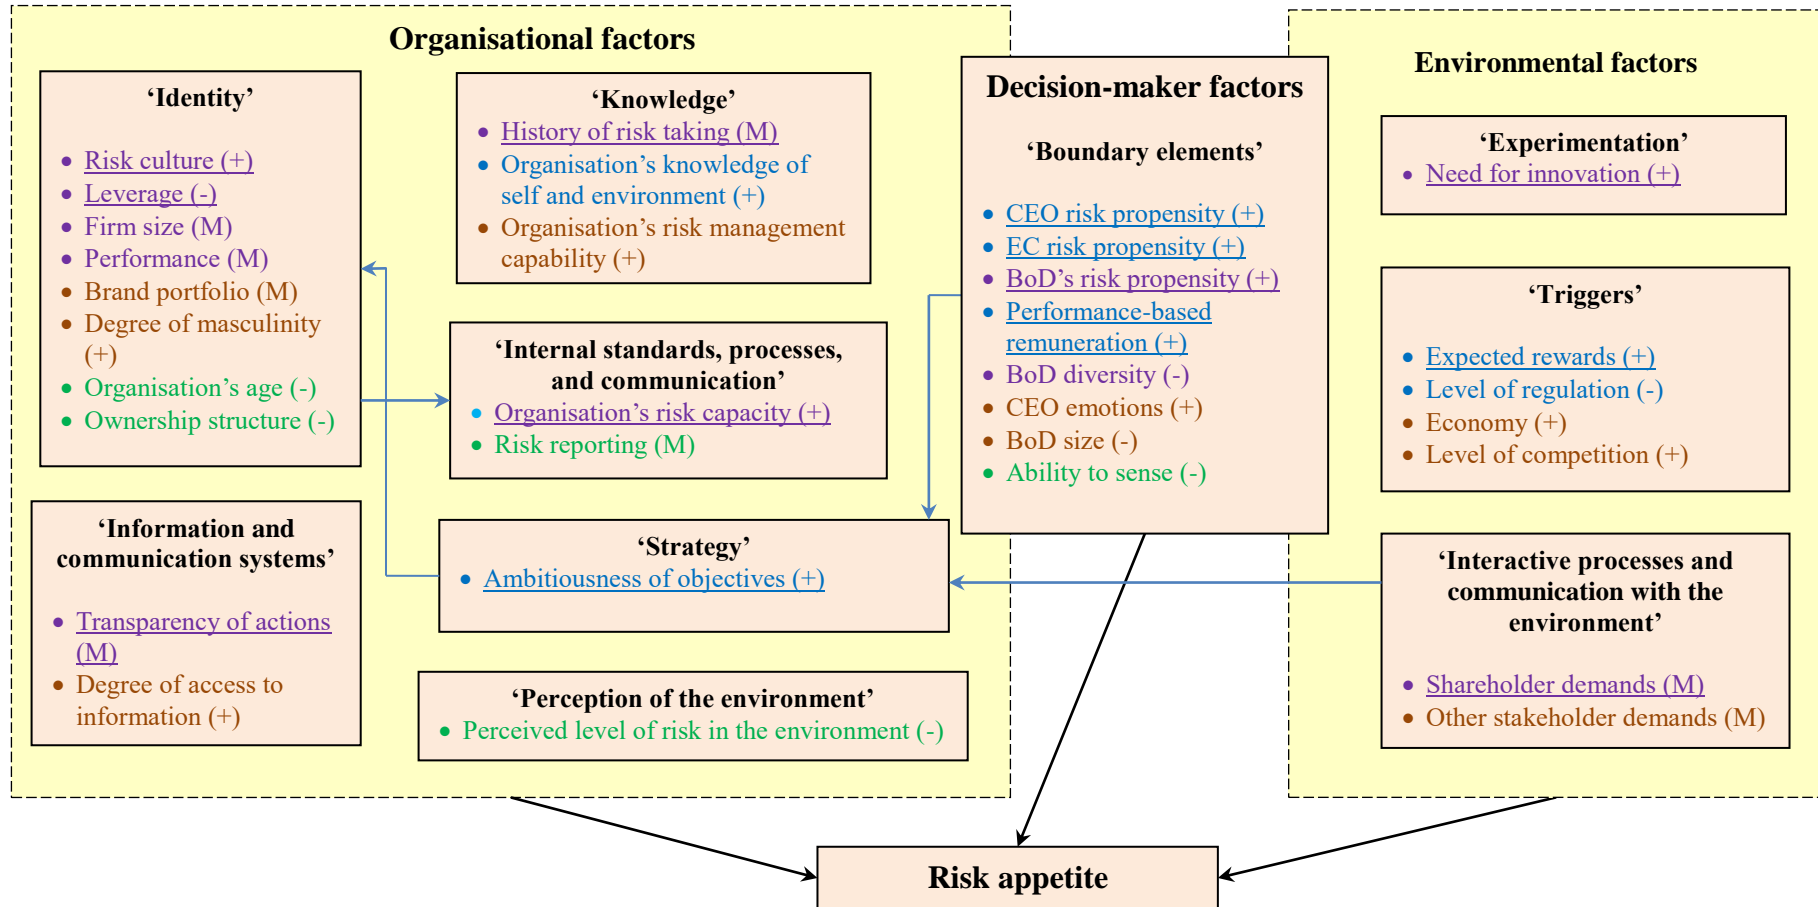 Organisational factors
‘Identity’
• Risk culture (+)
• Leverage (-)
• Firm size (M)
• Performance (M)
• Brand portfolio (M)
• Degree of masculinity
(+)
• Organisation’s age (-)
• Ownership structure (-)
‘Information and
communication systems’
• Transparency of actions
(M)
• Degree of access to
information (+)
‘Knowledge’
• History of risk taking (M)
• Organisation’s knowledge of
self and environment (+)
• Organisation’s risk management
capability (+)
‘Internal standards, processes,
and communication’
• Organisation’s risk capacity (+)
• Risk reporting (M)
‘Strategy’
• Ambitiousness of objectives (+)
‘Perception of the environment’
• Perceived level of risk in the environment (-)
Decision-maker factors
‘Boundary elements’
• CEO risk propensity (+)
• EC risk propensity (+)
• BoD’s risk propensity (+)
• Performance-based
remuneration (+)
• BoD diversity (-)
• CEO emotions (+)
• BoD size (-)
• Ability to sense (-)
Environmental factors
‘Experimentation’
• Need for innovation (+)
‘Triggers’
• Expected rewards (+)
• Level of regulation (-)
• Economy (+)
• Level of competition (+)
‘Interactive processes and
communication with the
environment’
• Shareholder demands (M)
• Other stakeholder demands (M)
Risk appetite